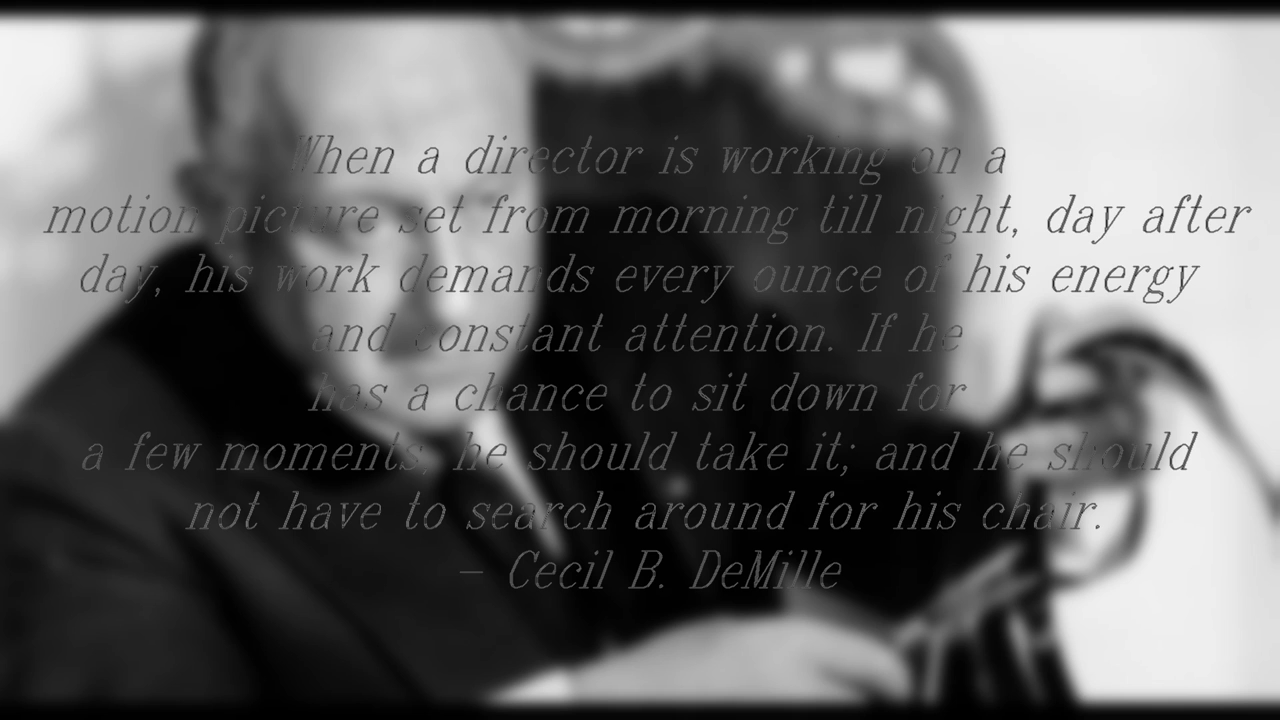 When a director is working on a
motion picture set from morning till night, day after
day, his work demands every ounce of his energy
and constant attention. If he
has a chance to sit down for
a few moments, he should take it; and he should
not have to search around for his chair.
– Cecil B. DeMille